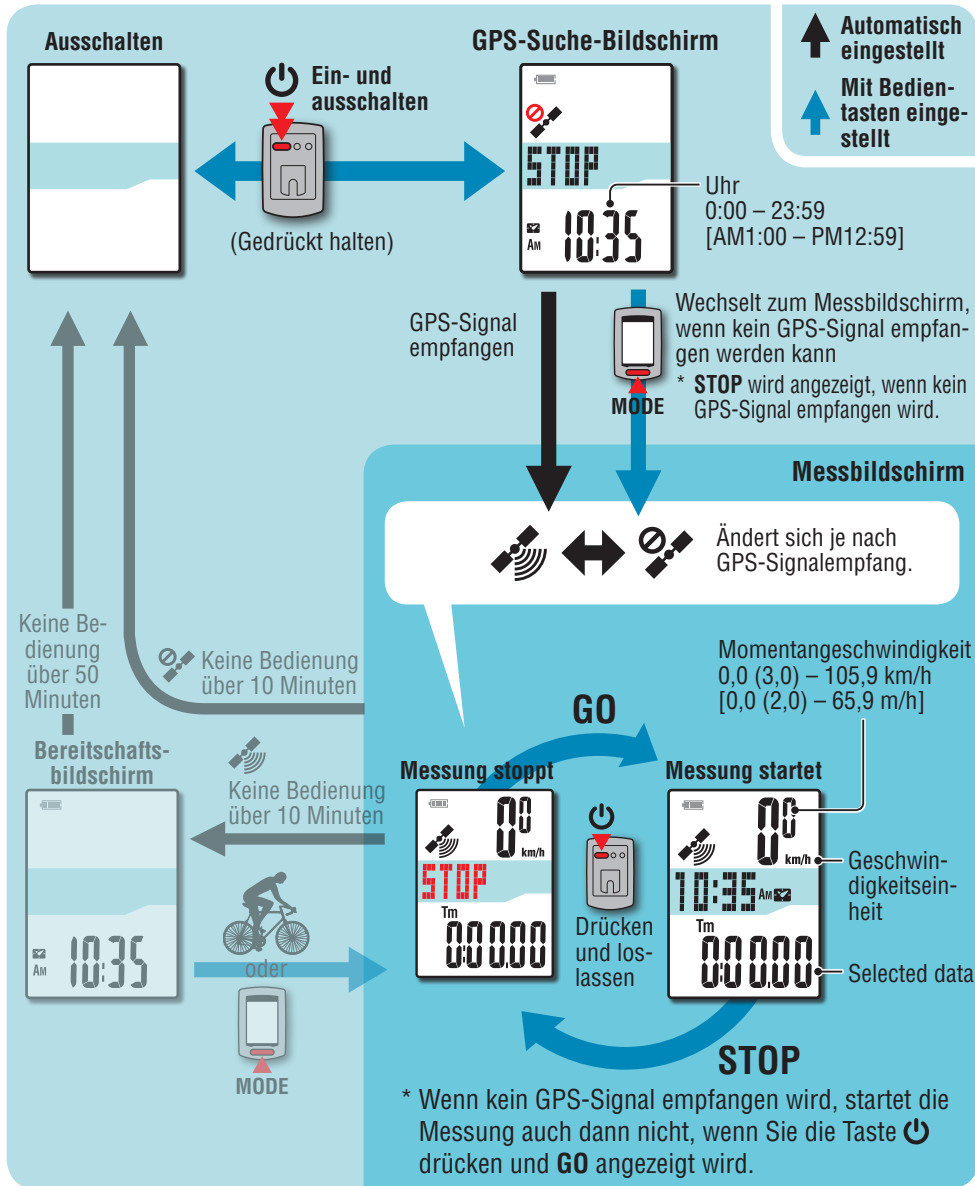 Ausschalten
Ein- und
ausschalten
(Gedrückt halten)
GPS-Suche-Bildschirm
STOP
AM 10:35
Uhr
0:00 – 23:59
[AM1:00 – PM12:59]
Automatisch
eingestellt
Mit Bedien-
tasten einge-
stellt
GPS-Signal
empfangen
MODE
Wechselt zum Messbildschirm,
wenn kein GPS-Signal empfan-
gen werden kann
* STOP wird angezeigt, wenn kein
GPS-Signal empfangen wird.
Messbildschirm
Ändert sich je nach
GPS-Signalempfang.
Keine Be-
dienung
über 50
Minuten
Keine Bedienung
über 10 Minuten
Bereitschafts-
bildschirm
AM 10:35
Keine Bedienung
über 10 Minuten
oder
MODE
Momentangeschwindigkeit
0,0 (3,0) – 105,9 km/h
[0,0 (2,0) – 65,9 m/h]
GO
Messung stoppt
00
km/h
STOP
Tm
0:00.00
Drücken
und los-
lassen
Messung startet
00
km/h
10:35 AM
Tm
0:00.00
Geschwin-
digkeitsein-
heit
Selected data
STOP
* Wenn kein GPS-Signal empfangen wird, startet die
Messung auch dann nicht, wenn Sie die Taste
drücken und GO angezeigt wird.